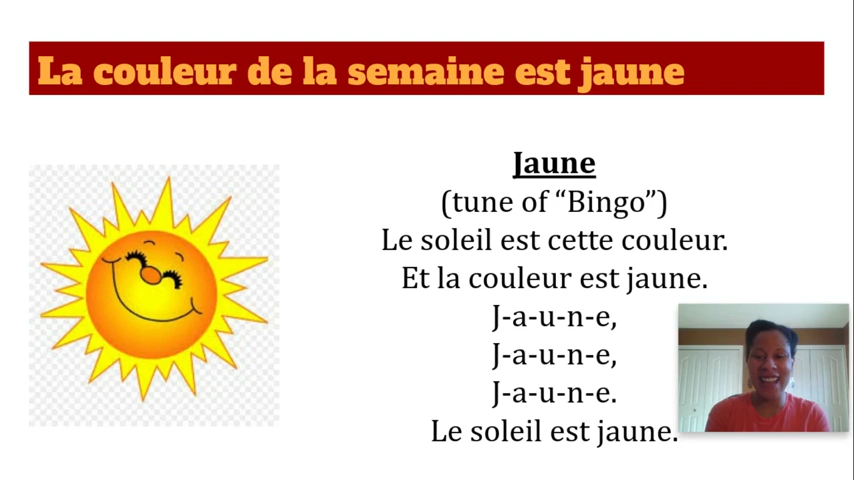 La couleur de la semaine est jaune
Jaune
(tune of “Bingo”)
Le soleil est cette couleur.
Et la couleur est jaune.
J-a-u-n-e,
J-a-u-n-e,
J-a-u-n-e.
Le soleil est jaune.